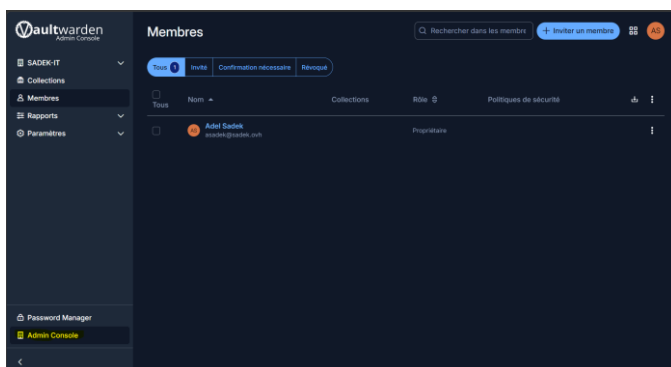 Vaultwarden
Admin Console
SADEK-IT
Collections
Membres
Rapports
Paramètres
Password Manager
Admin Console
Membres
Rechercher dans les membre
+ Inviter un membre
AS
Tous 1 Invité Confirmation nécessaire Révoqué
Tous Nom Collections Rôle Politiques de sécurité
AS Adel Sadek Propriétaire
asadek@sadek.ovh